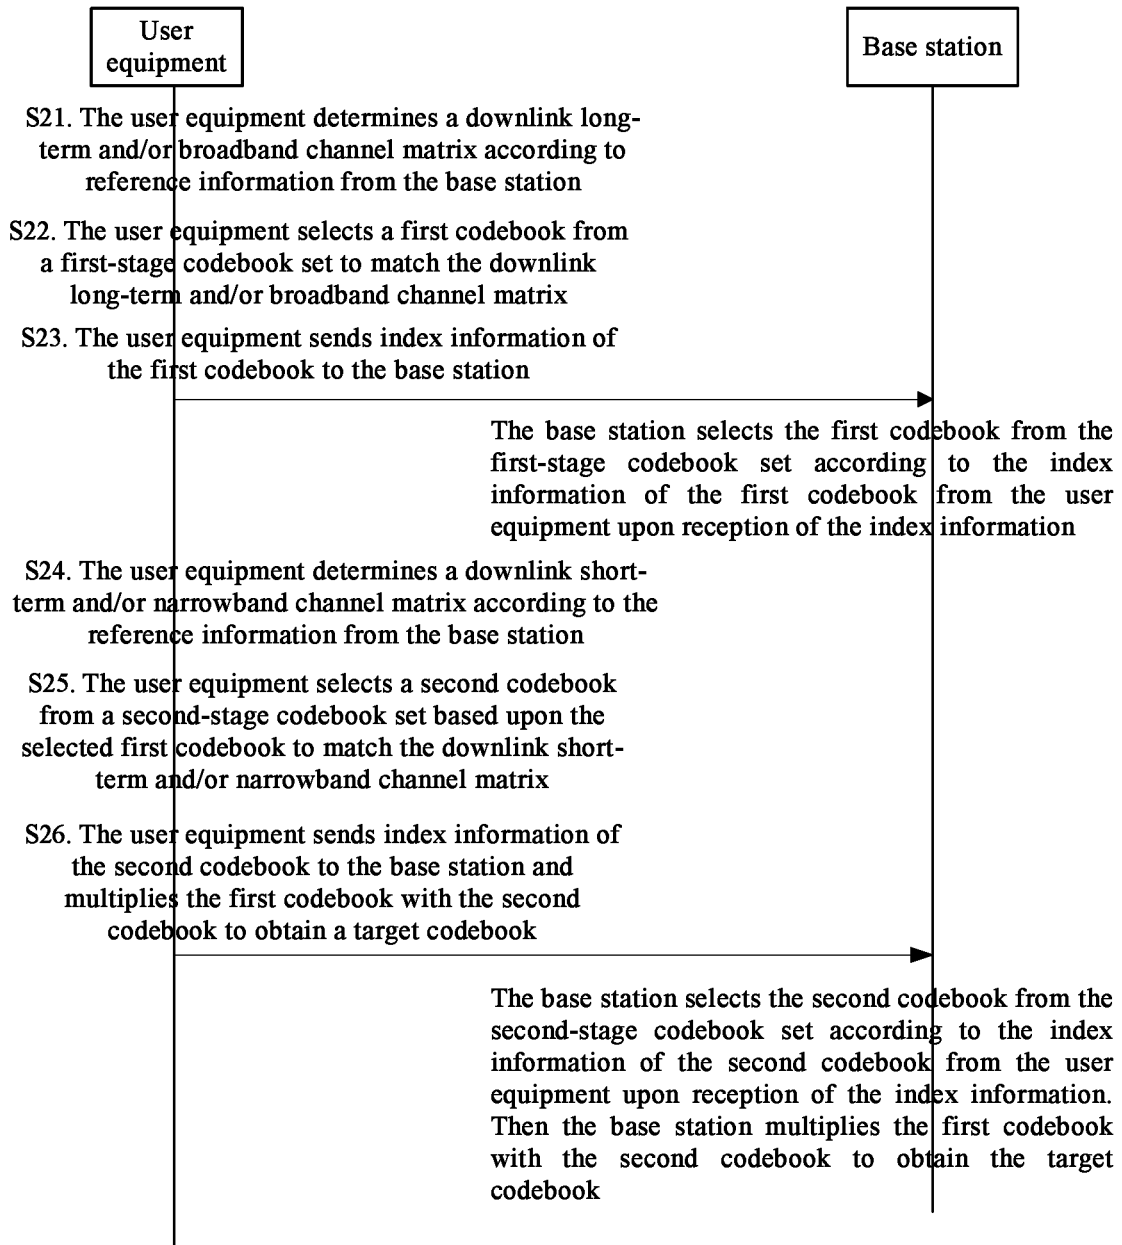 User
equipment
Base station
S21. The user equipment determines a downlink long-
term and/or broadband channel matrix according to
reference information from the base station
S22. The user equipment selects a first codebook from
a first-stage codebook set to match the downlink
long-term and/or broadband channel matrix
S23. The user equipment sends index information of
the first codebook to the base station
The base station selects the first codebook from the
first-stage codebook set according to the index
information of the first codebook from the user
equipment upon reception of the index information
S24. The user equipment determines a downlink short-
term and/or narrowband channel matrix according to the
reference information from the base station
S25. The user equipment selects a second codebook
from a second-stage codebook set based upon the
selected first codebook to match the downlink short-
term and/or narrowband channel matrix
S26. The user equipment sends index information of
the second codebook to the base station and
multiplies the first codebook with the second
codebook to obtain a target codebook
The base station selects the second codebook from the
second-stage codebook set according to the index
information of the second codebook from the user
equipment upon reception of the index information.
Then the base station multiplies the first codebook
with the second codebook to obtain the target
codebook